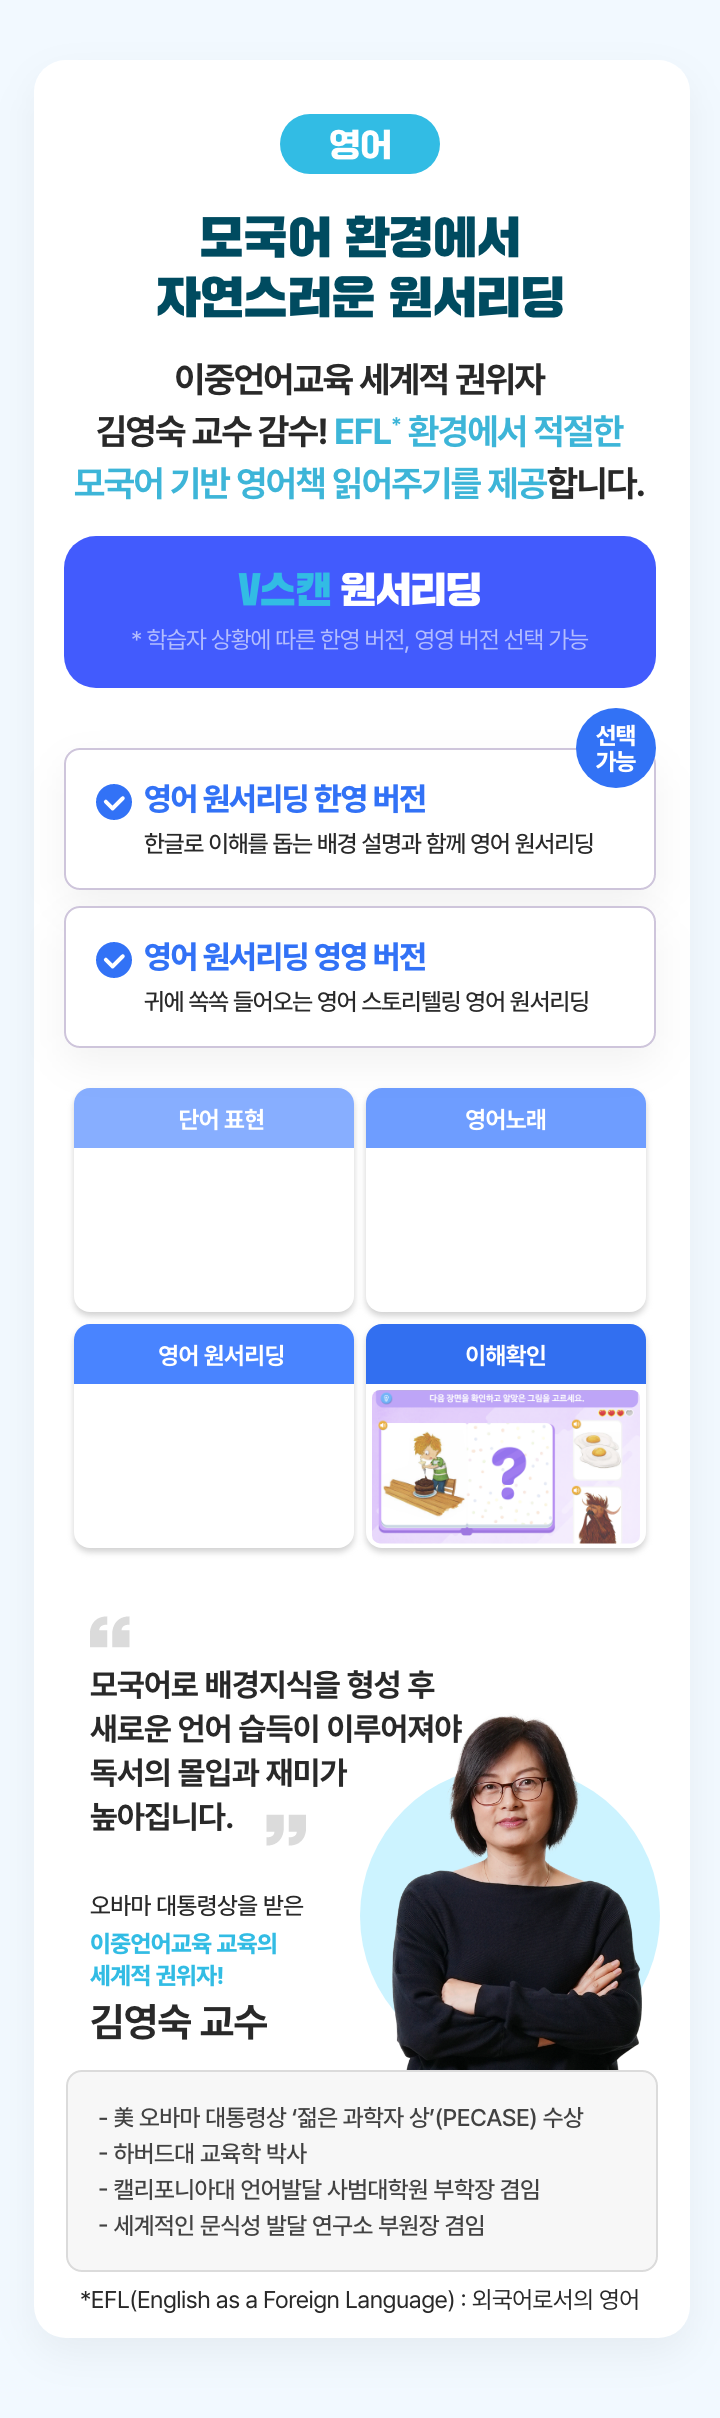 영어
모국어 환경에서
자연스러운 원서리딩
이중언어교육 세계적 권위자
김영숙 교수 감수! EFL* 환경에서 적절한
모국어 기반 영어책 읽어주기를 제공합니다.
V스캔 원서리딩
* 학습자 상황에 따른 한영 버전, 영영 버전 선택 가능
선택
가능
영어 원서리딩 한영 버전
한글로 이해를 돕는 배경 설명과 함께 영어 원서리딩
영어 원서리딩 영영 버전
귀에 쏙쏙 들어오는 영어 스토리텔링 영어 원서리딩
단어 표현
영어노래
영어 원서리딩
이해확인
다음 장면을 확인하고 알맞은 그림을 고르세요.
?
“
모국어로 배경지식을 형성 후
새로운 언어 습득이 이루어져야
독서의 몰입과 재미가
높아집니다. ”
오바마 대통령상을 받은
이중언어교육 교육의
세계적 권위자!
김영숙 교수
- 美 오바마 대통령상 ‘젊은 과학자 상’(PECASE) 수상
- 하버드대 교육학 박사
- 캘리포니아대 언어발달 사범대학원 부학장 겸임
- 세계적인 문식성 발달 연구소 부원장 겸임
*EFL(English as a Foreign Language) : 외국어로서의 영어